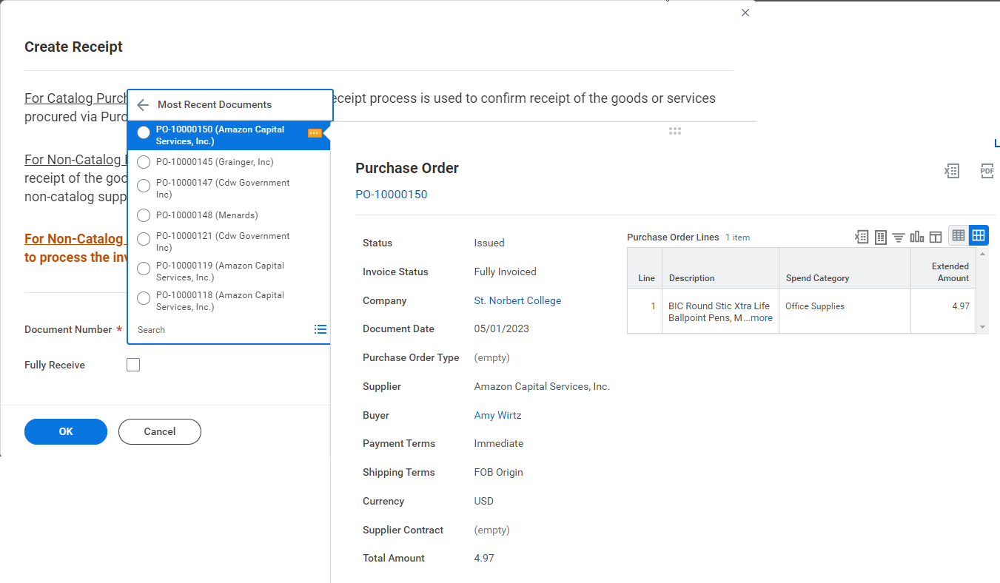 Create Receipt
For Catalog Purch
eceipt process is used to confirm receipt of the goods or services
procured via Purc
For Non-Catalog
receipt of the goo
non-catalog supp
For Non-Catalog
to process the inv
Document Number *
Fully Receive
OK
Cancel
Most Recent Documents
PO-10000150 (Amazon Capital
Services, Inc.)
PO-10000145 (Grainger, Inc)
PO-10000147 (Cdw Government
Inc)
PO-10000148 (Menards)
PO-10000121 (Cdw Government
Inc)
PO-10000119 (Amazon Capital
Services, Inc.)
PO-10000118 (Amazon Capital
Services, Inc.)
Search
Purchase Order
PDF
PO-10000150
Status Issued
Invoice Status Fully Invoiced
Company St. Norbert College
Document Date 05/01/2023
Purchase Order Type (empty)
Supplier Amazon Capital Services, Inc.
Buyer Amy Wirtz
Payment Terms Immediate
Shipping Terms FOB Origin
Currency USD
Supplier Contract (empty)
Total Amount 4.97
Purchase Order Lines 1 item
Line Description Spend Category Extended
Amount
1 BIC Round Stic Xtra Life Office Supplies 4.97
Ballpoint Pens, M...more